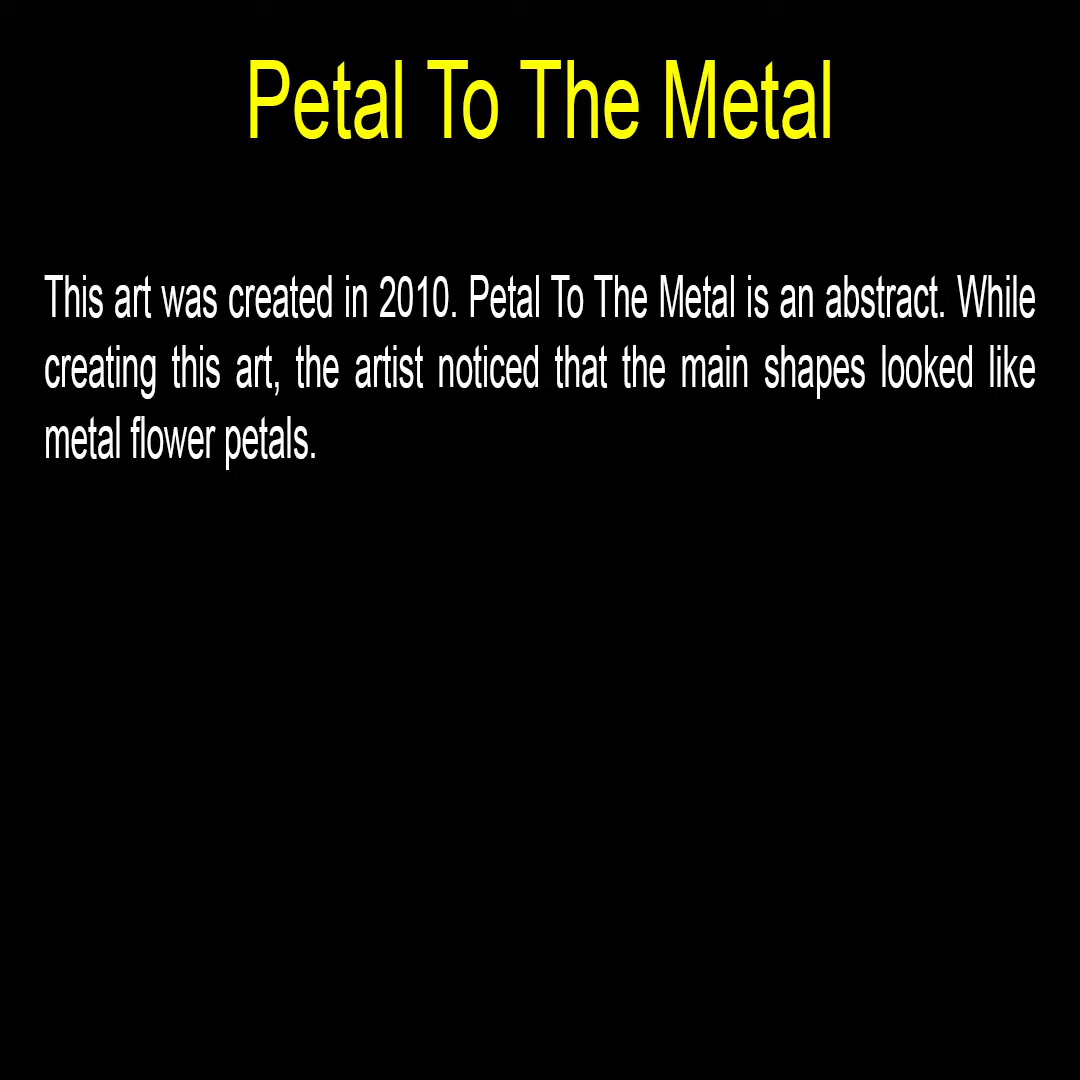 Petal To The Metal
This art was created in 2010. Petal To The Metal is an abstract. While
creating this art, the artist noticed that the main shapes looked like
metal flower petals.